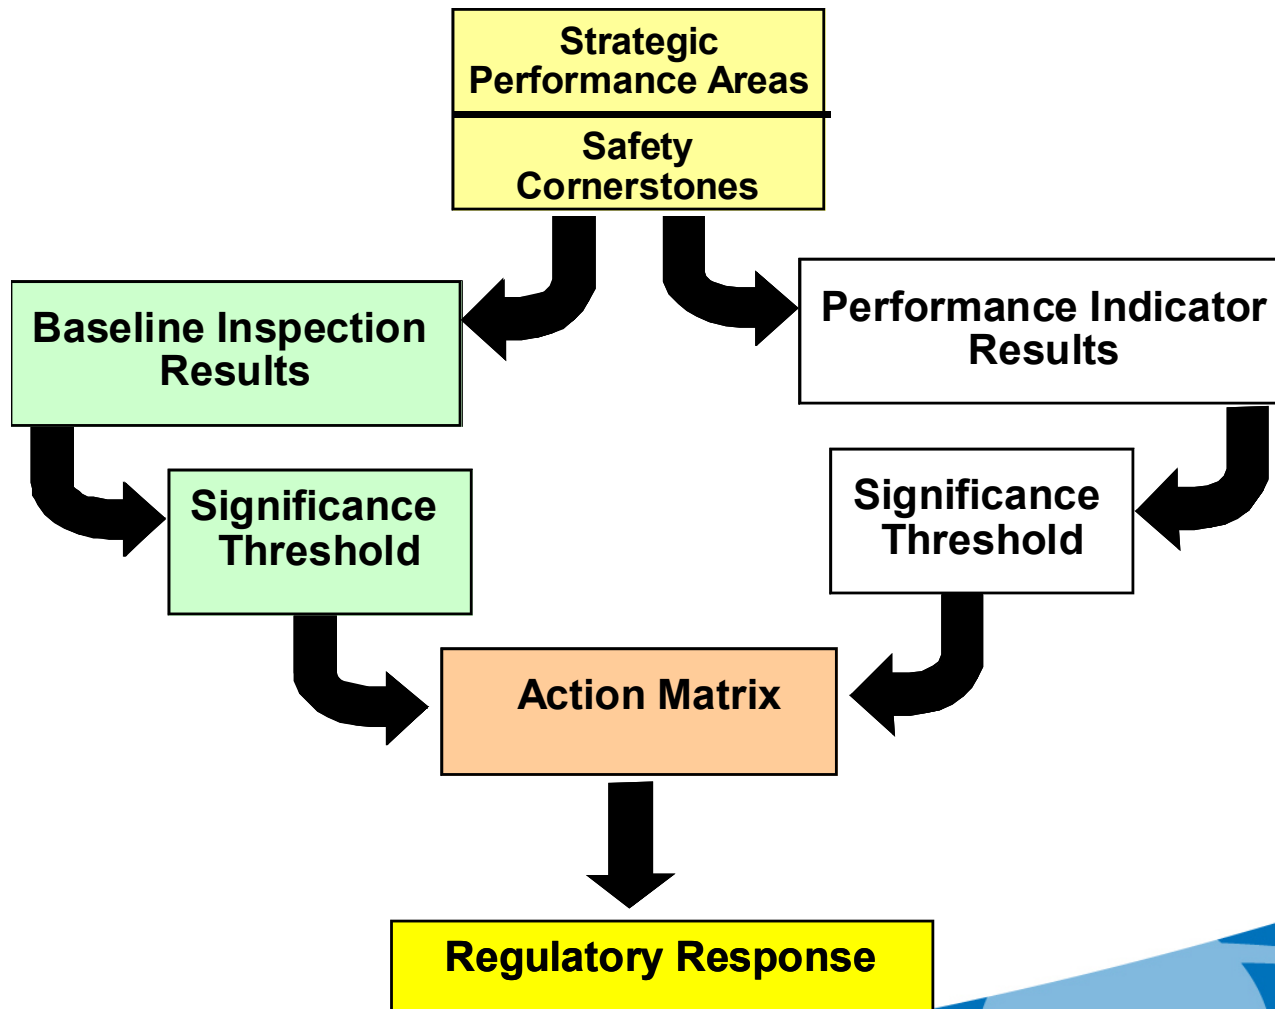 Strategic
Performance Areas
Safety
Cornerstones
Baseline Inspection
Results
Performance Indicator
Results
Significance
Threshold
Significance
Threshold
Action Matrix
Regulatory Response